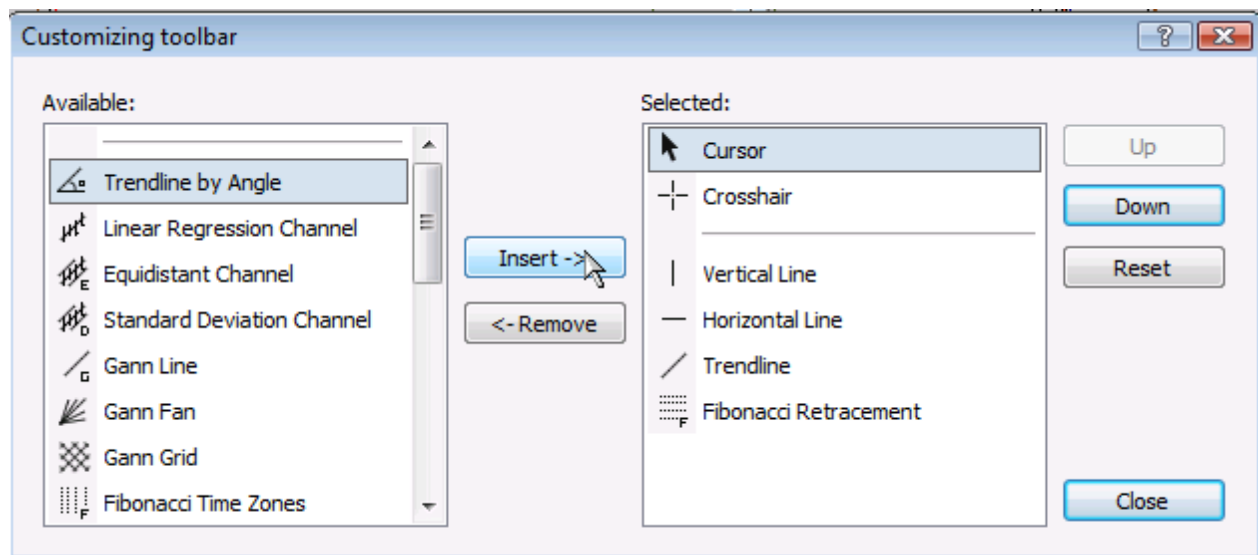 Customizing toolbar
Available:
Trendline by Angle
Linear Regression Channel
Equidistant Channel
Standard Deviation Channel
Gann Line
Gann Fan
Gann Grid
Fibonacci Time Zones
Insert ->
<- Remove
Selected:
Cursor
Crosshair
Vertical Line
Horizontal Line
Trendline
Fibonacci Retracement
Up
Down
Reset
Close